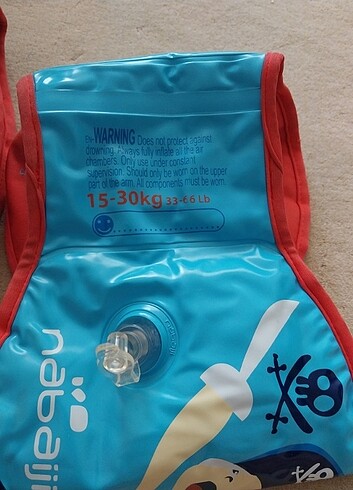 En WARNING Does not protect against
drowning. Always fully inflate all the air
chambers. Only use under constant
supervision. Should only be worn on the upper
part of the arm. All components must be worn.
15-30kg 33-66 Lb
nabaiji